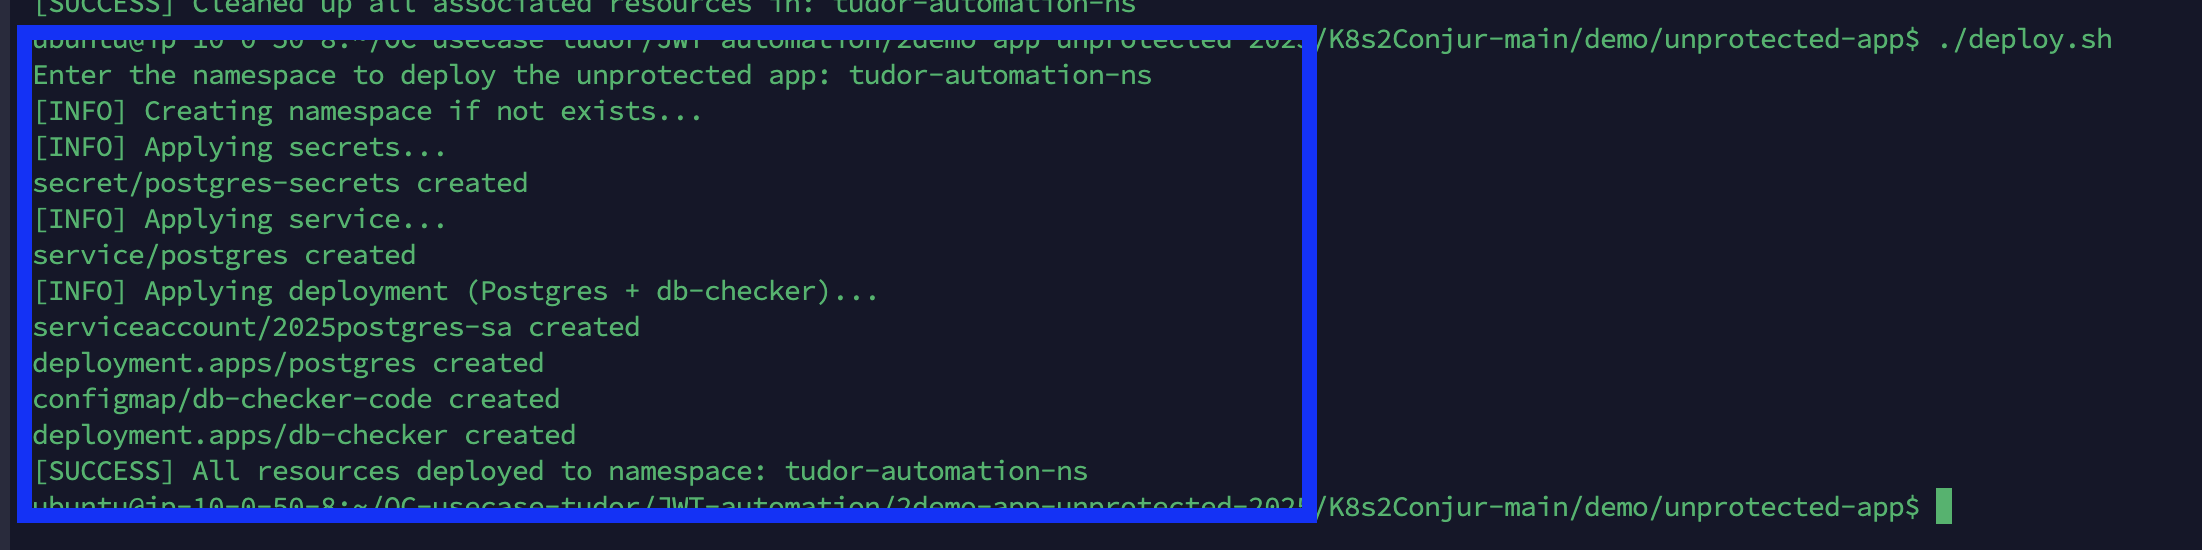 [SUCCESS] Cleaned up all associated resources in: tudor-automation-ns
ubuntu@ip-10-0-50-8:~/OC-usecase-tudor/JWT-automation/2demo-app-unprotected-2025/K8s2Conjur-main/demo/unprotected-app$ ./deploy.sh
Enter the namespace to deploy the unprotected app: tudor-automation-ns
[INFO] Creating namespace if not exists...
[INFO] Applying secrets...
secret/postgres-secrets created
[INFO] Applying service...
service/postgres created
[INFO] Applying deployment (Postgres + db-checker)...
serviceaccount/2025postgres-sa created
deployment.apps/postgres created
configmap/db-checker-code created
deployment.apps/db-checker created
[SUCCESS] All resources deployed to namespace: tudor-automation-ns
ubuntu@ip-10-0-50-8:~/OC-usecase-tudor/JWT-automation/2demo-app-unprotected-2025/K8s2Conjur-main/demo/unprotected-app$